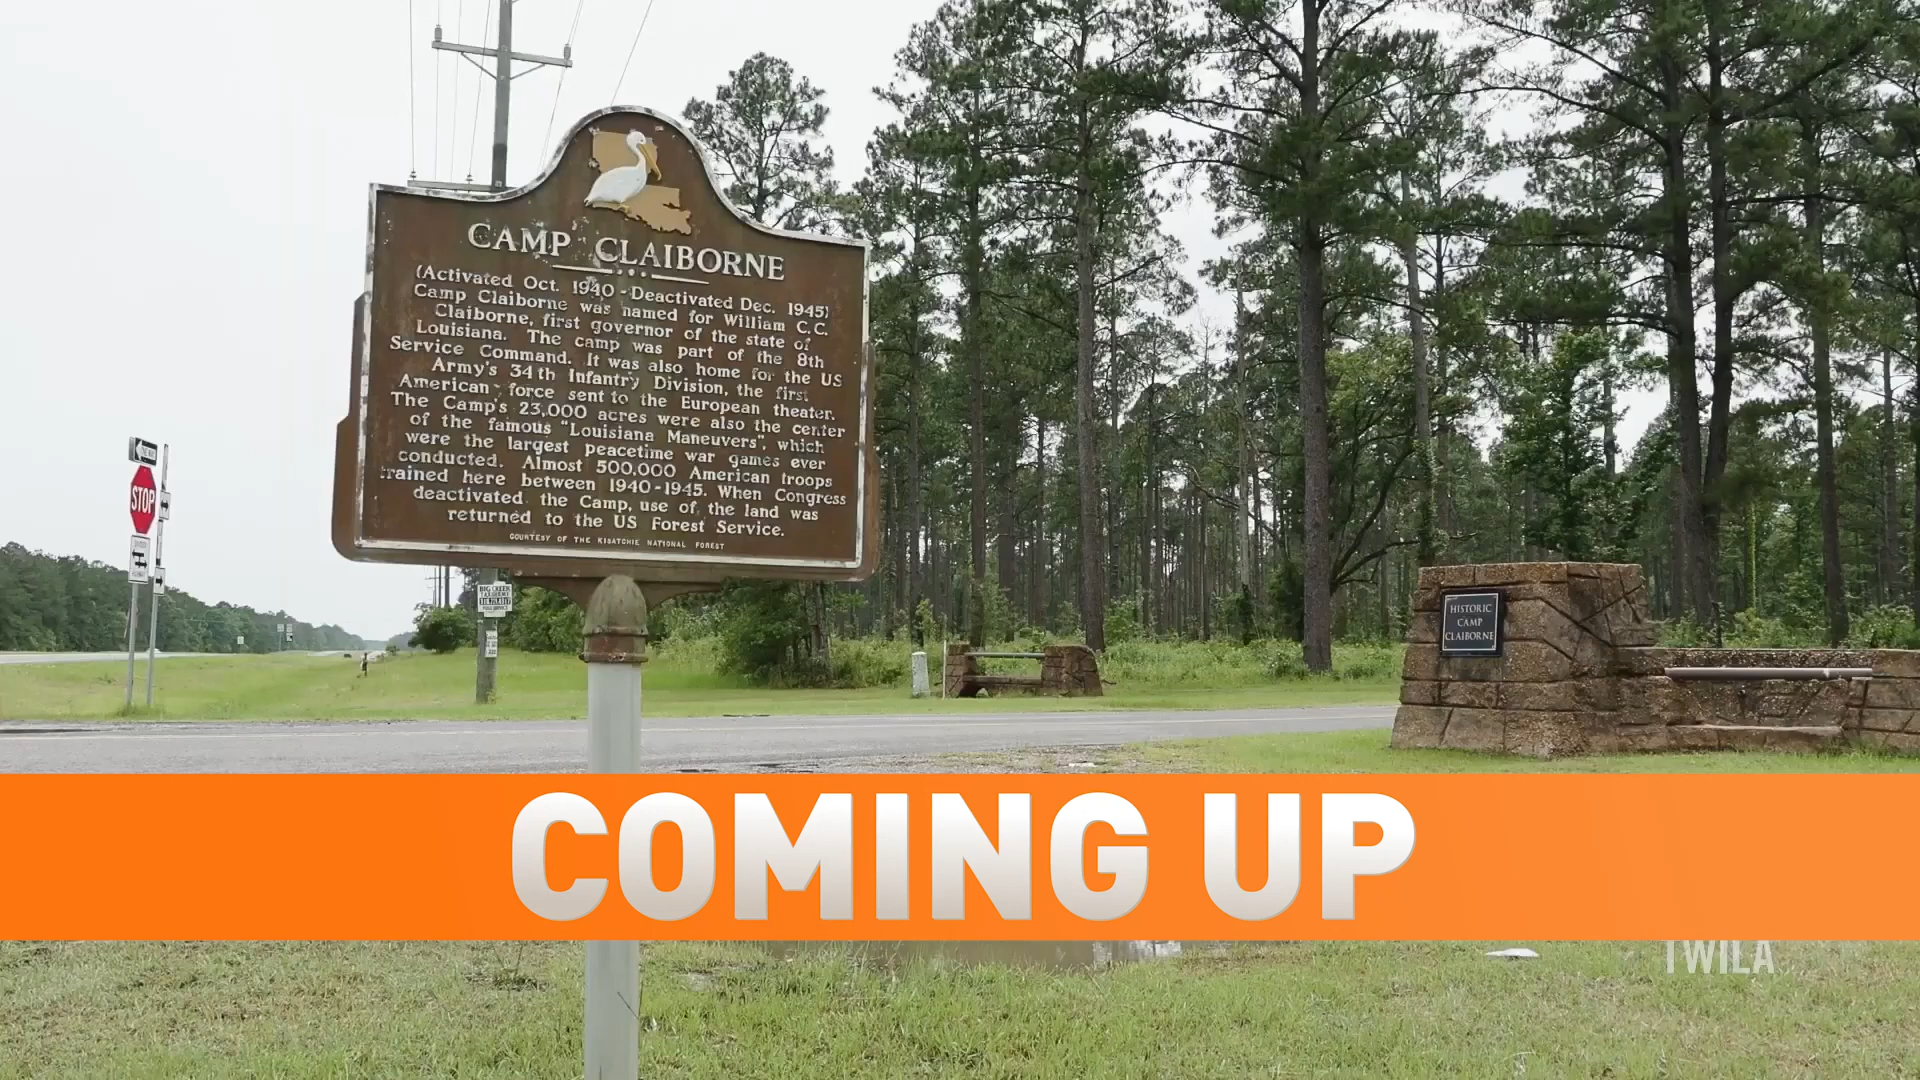 CAMP CLAIBORNE
(Activated Oct. 1940 - Deactivated Dec. 1945)
Camp Claiborne was named for William C. C.
Claiborne, first governor of the state of
Louisiana. The camp was part of the 8th
Service Command. It was also home for the US
Army's 34th Infantry Division, the first
American force sent to the European theater.
The Camp's 23,000 acres were also the center
of the famous "Louisiana Maneuvers", which
were the largest peacetime war games ever
conducted. Almost 500,000 American troops
trained here between 1940-1945. When Congress
deactivated the Camp, use of the land was
returned to the US Forest Service.
COURTESY OF THE KISATCHIE NATIONAL FOREST
ONE WAY
STOP
BIG CREEK
HISTORIC
CAMP
CLAIBORNE
COMING UP
TWILA